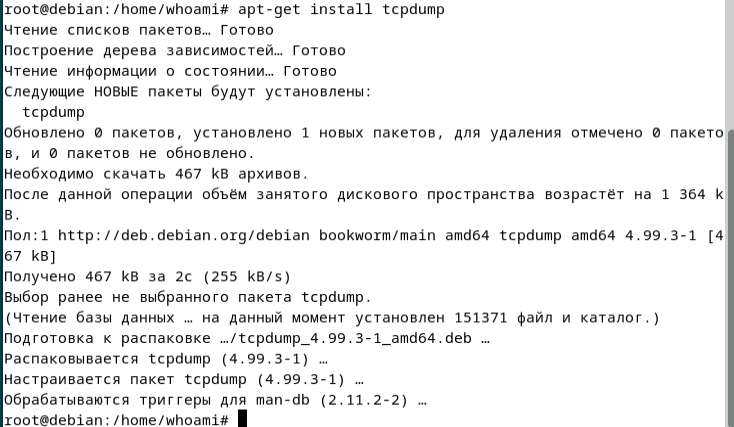 root@debian:/home/whoami# apt-get install tcpdump
Чтение списков пакетов… Готово
Построение дерева зависимостей… Готово
Чтение информации о состоянии… Готово
Следующие НОВЫЕ пакеты будут установлены:
  tcpdump
Обновлено 0 пакетов, установлено 1 новых пакетов, для удаления отмечено 0 пакето
в, и 0 пакетов не обновлено.
Необходимо скачать 467 kB архивов.
После данной операции объём занятого дискового пространства возрастёт на 1 364 k
B.
Пол:1 http://deb.debian.org/debian bookworm/main amd64 tcpdump amd64 4.99.3-1 [4
67 kB]
Получено 467 kB за 2с (255 kB/s)
Выбор ранее не выбранного пакета tcpdump.
(Чтение базы данных … на данный момент установлен 151371 файл и каталог.)
Подготовка к распаковке …/tcpdump_4.99.3-1_amd64.deb …
Распаковывается tcpdump (4.99.3-1) …
Настраивается пакет tcpdump (4.99.3-1) …
Обрабатываются триггеры для man-db (2.11.2-2) …
root@debian:/home/whoami#